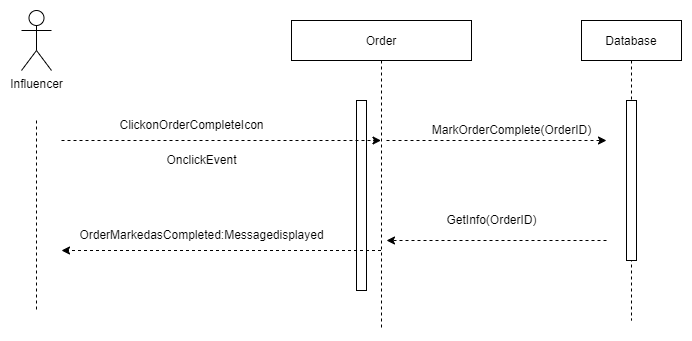 Order
Database
Influencer
ClickonOrderCompleteIcon
MarkOrderComplete(OrderID)
OnclickEvent
GetInfo(OrderID)
OrderMarkedasCompleted:Messagedisplayed